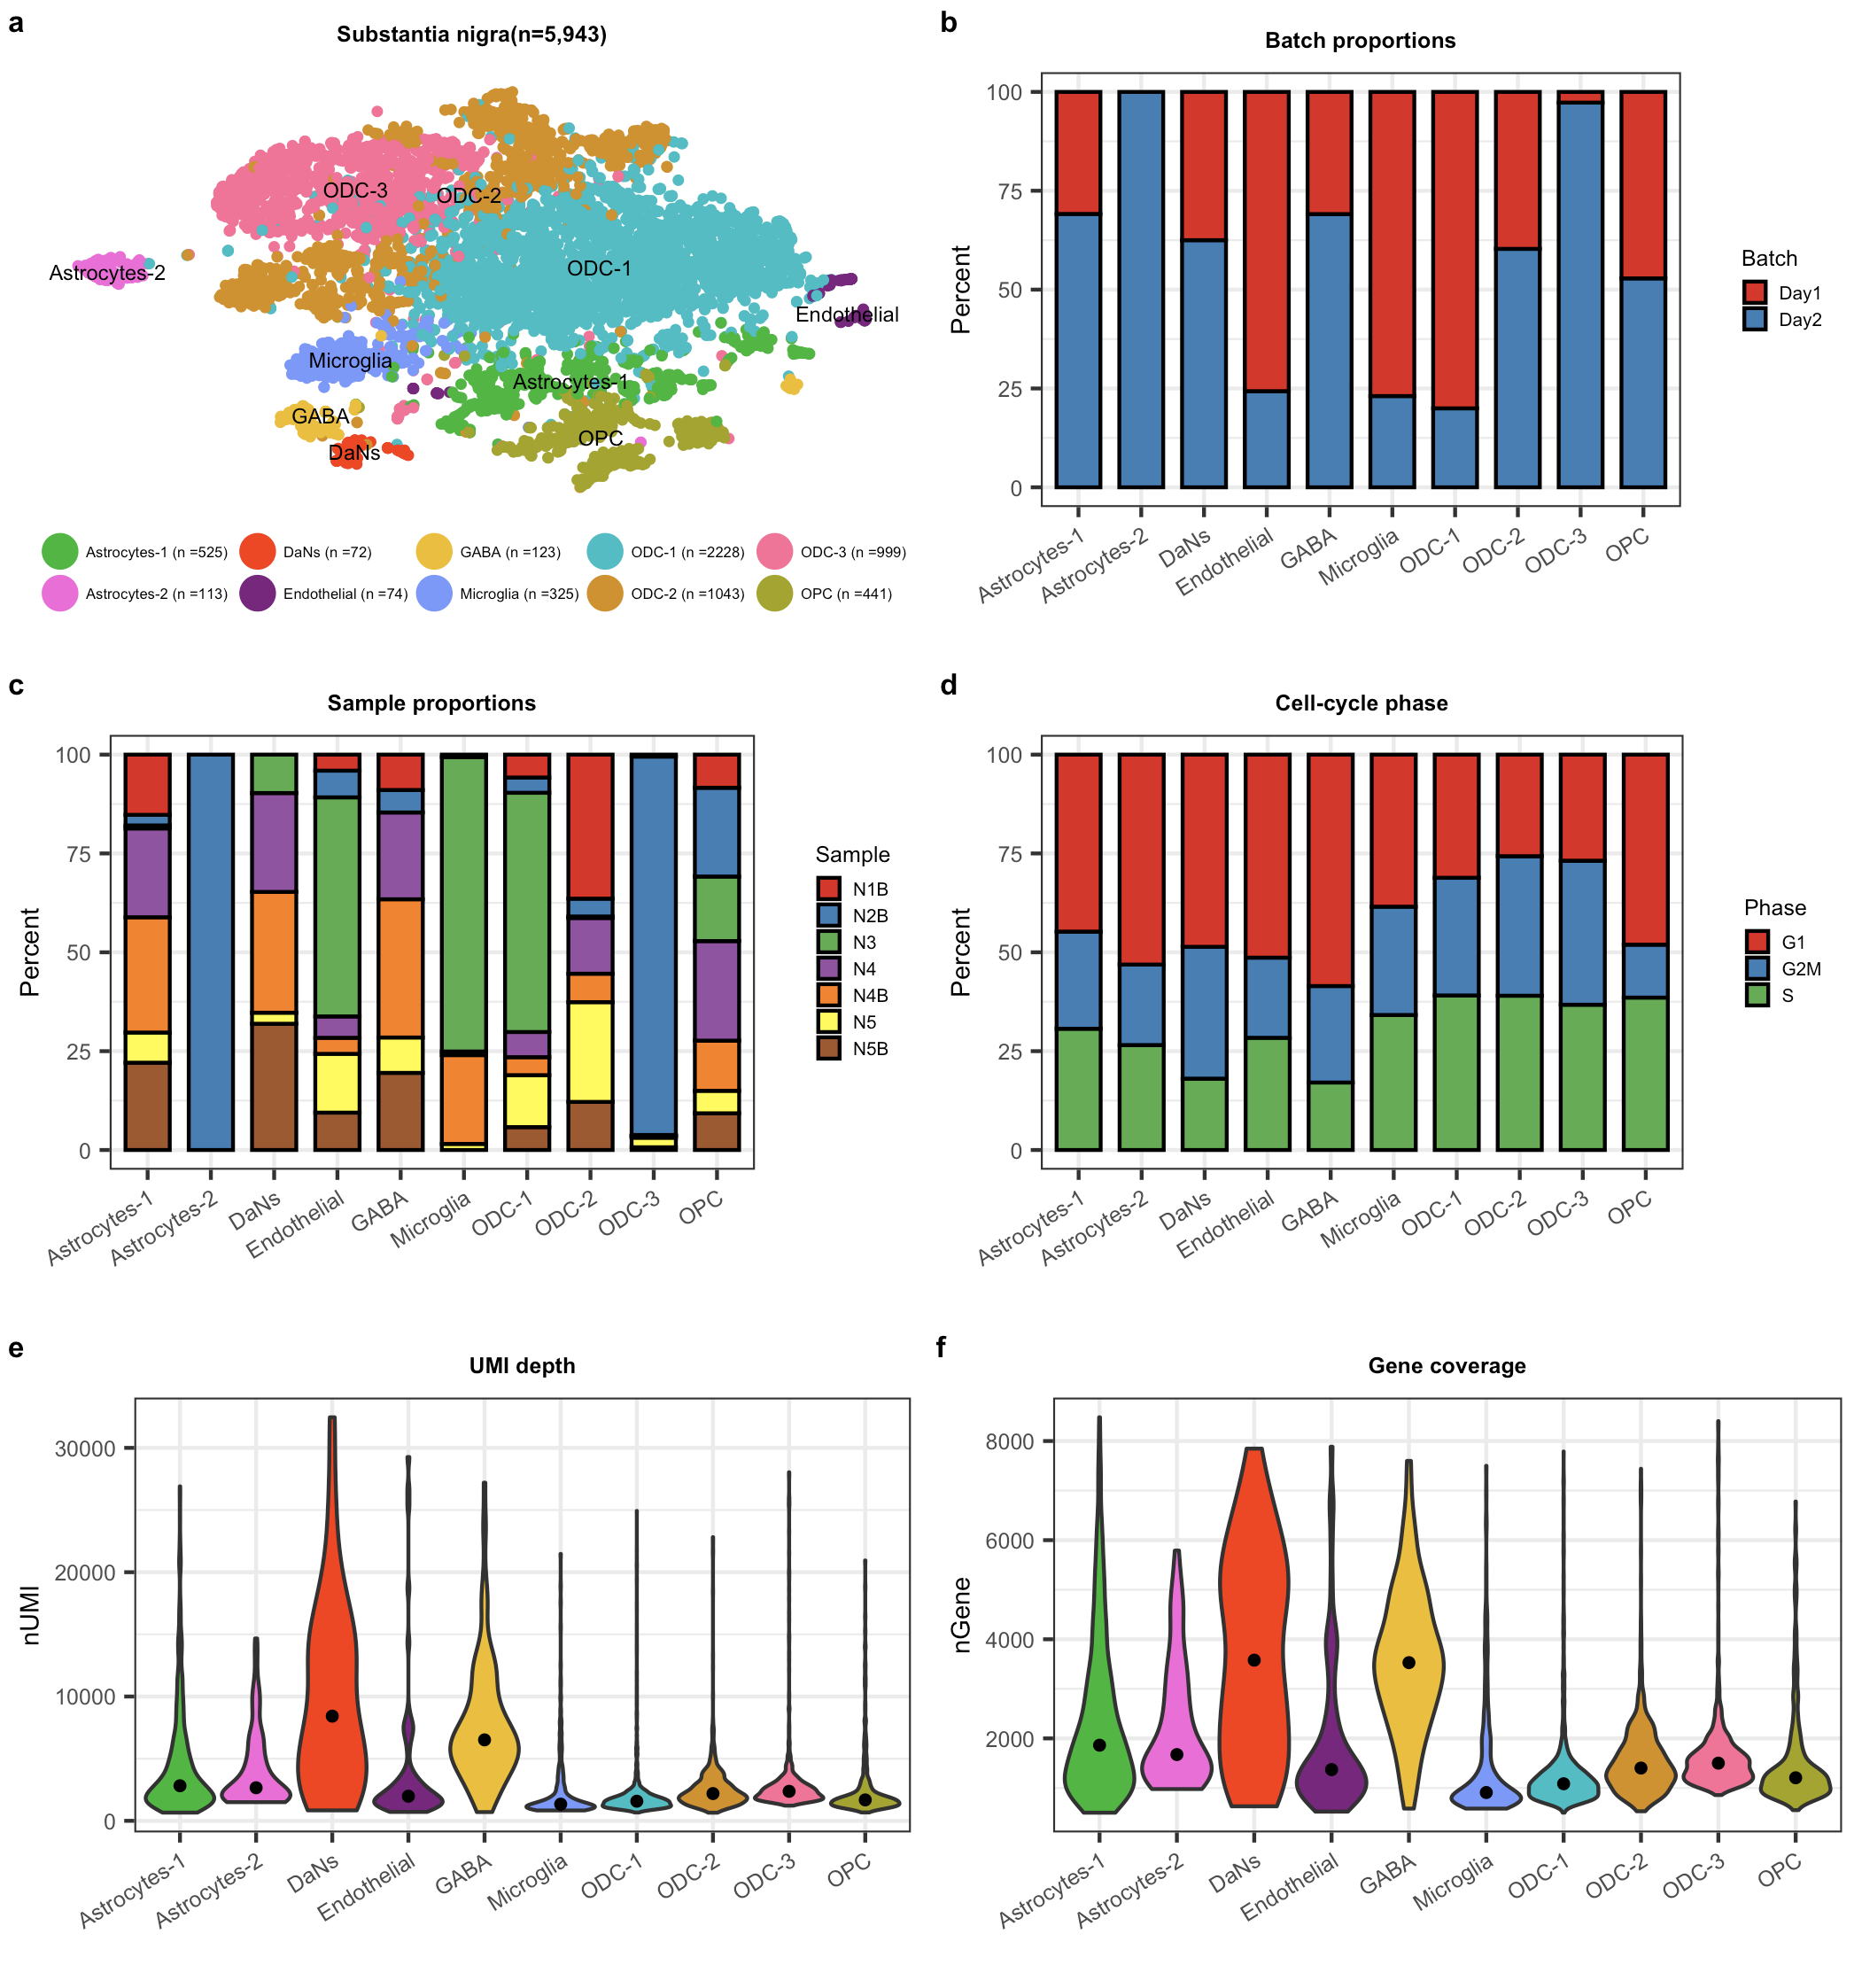 a
Substantia nigra(n=5,943)
ODC-3
ODC-2
Astrocytes-2
ODC-1
Endothelial
Microglia
Astrocytes-1
GABA
OPC
DaNs
Astrocytes-1 (n =525)
DaNs (n =72)
GABA (n =123)
ODC-1 (n =2228)
ODC-3 (n =999)
Astrocytes-2 (n =113)
Endothelial (n =74)
Microglia (n =325)
ODC-2 (n =1043)
OPC (n =441)
b
Batch proportions
Percent
100
75
50
25
0
Astrocytes-1
Astrocytes-2
DaNs
Endothelial
GABA
Microglia
ODC-1
ODC-2
ODC-3
OPC
Batch
Day1
Day2
c
Sample proportions
Percent
100
75
50
25
0
Astrocytes-1
Astrocytes-2
DaNs
Endothelial
GABA
Microglia
ODC-1
ODC-2
ODC-3
OPC
Sample
N1B
N2B
N3
N4
N4B
N5
N5B
d
Cell-cycle phase
Percent
100
75
50
25
0
Astrocytes-1
Astrocytes-2
DaNs
Endothelial
GABA
Microglia
ODC-1
ODC-2
ODC-3
OPC
Phase
G1
G2M
S
e
UMI depth
nUMI
30000
20000
10000
0
Astrocytes-1
Astrocytes-2
DaNs
Endothelial
GABA
Microglia
ODC-1
ODC-2
ODC-3
OPC
f
Gene coverage
nGene
8000
6000
4000
2000
Astrocytes-1
Astrocytes-2
DaNs
Endothelial
GABA
Microglia
ODC-1
ODC-2
ODC-3
OPC